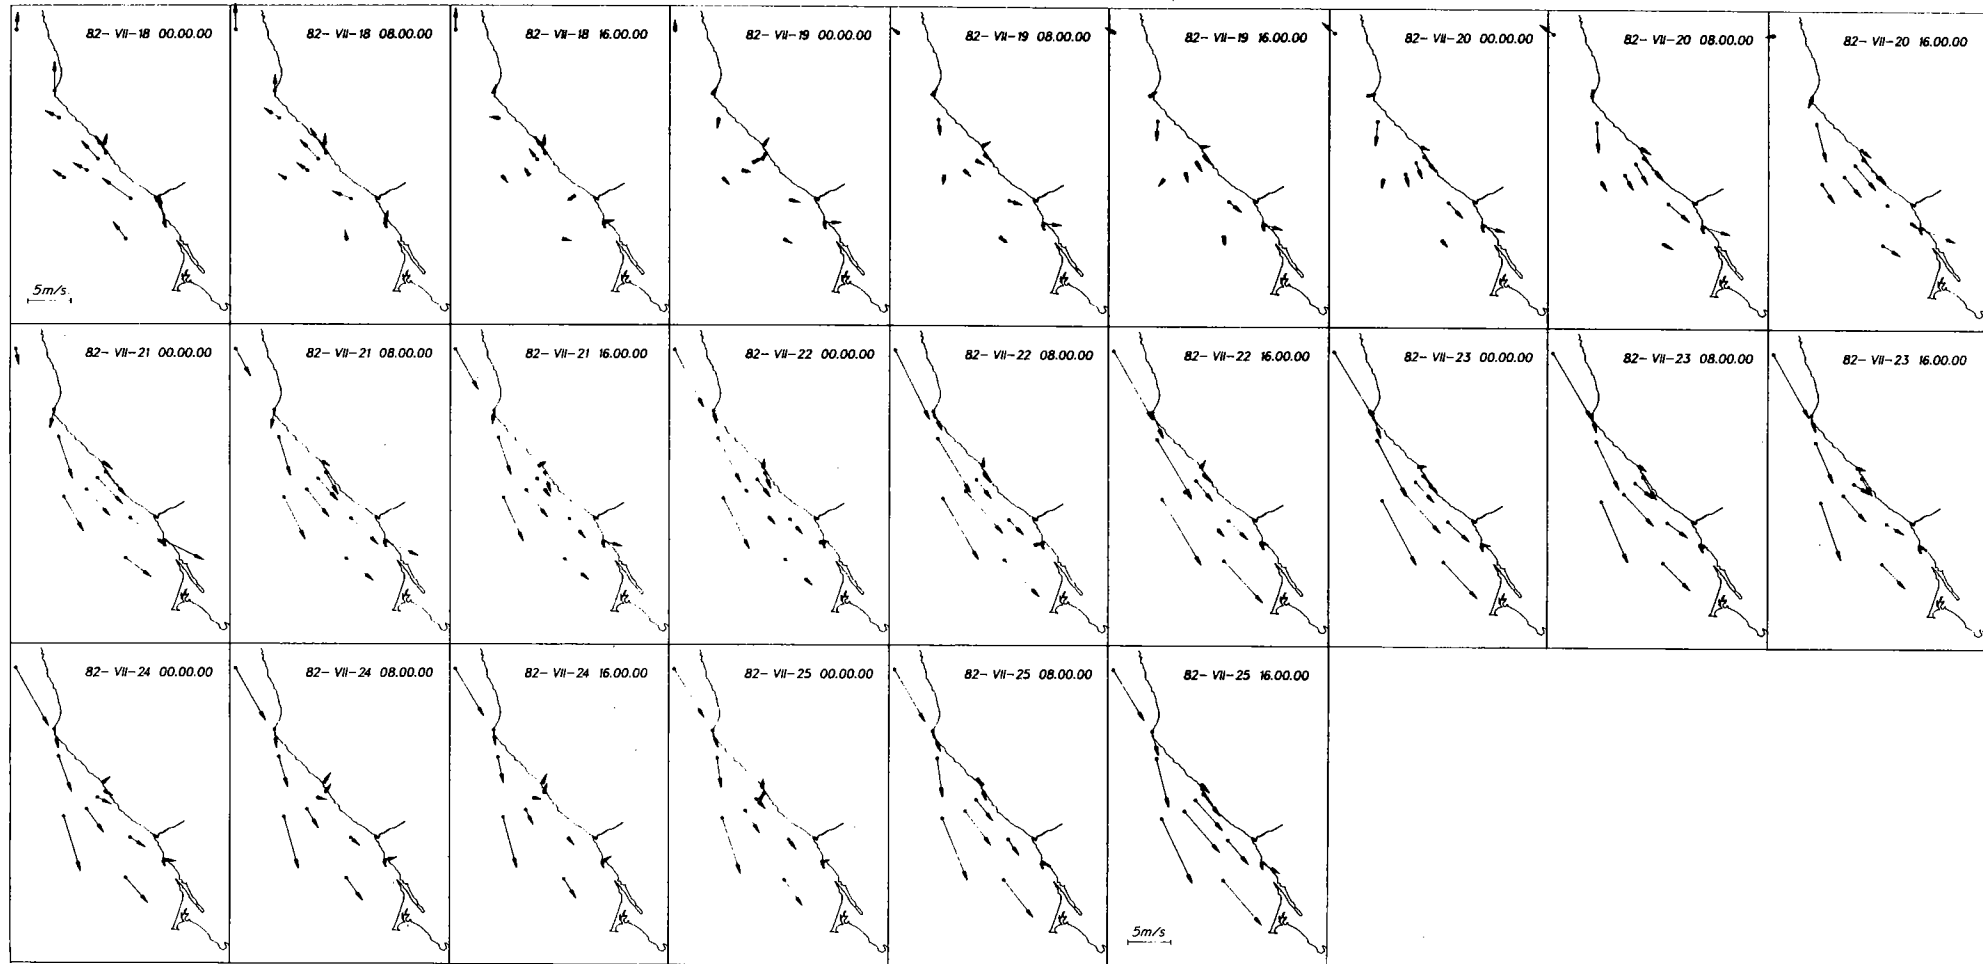 82- VII-18 00.00.00
82- VII-18 08.00.00
82- VII-18 16.00.00
82- VII-19 00.00.00
82- VII-19 08.00.00
82- VII-19 16.00.00
82- VII-20 00.00.00
82- VII-20 08.00.00
82- VII-20 16.00.00
5m/s
82- VII-21 00.00.00
82- VII-21 08.00.00
82- VII-21 16.00.00
82- VII-22 00.00.00
82- VII-22 08.00.00
82- VII-22 16.00.00
82- VII-23 00.00.00
82- VII-23 08.00.00
82- VII-23 16.00.00
82- VII-24 00.00.00
82- VII-24 08.00.00
82- VII-24 16.00.00
82- VII-25 00.00.00
82- VII-25 08.00.00
82- VII-25 16.00.00
5m/s